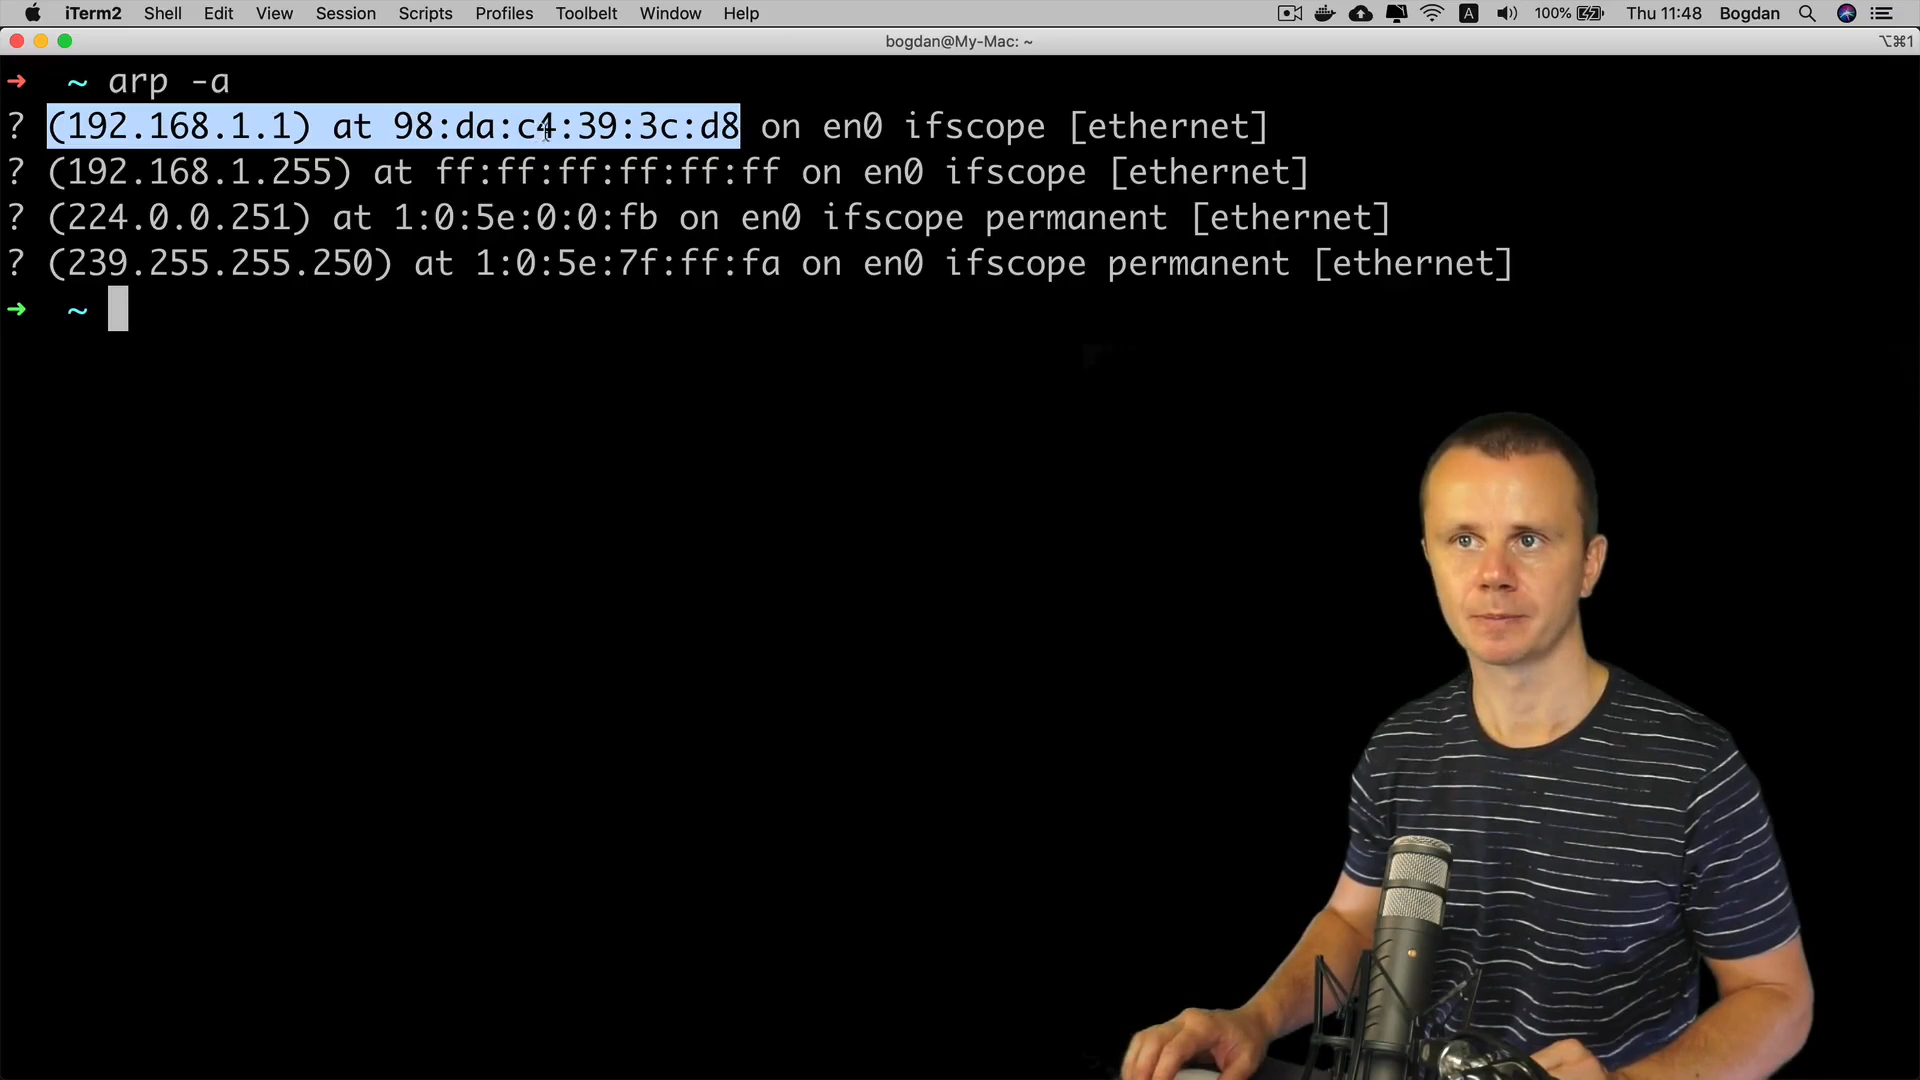 iTerm2 Shell Edit View Session Scripts Profiles Toolbelt Window Help A 100% Thu 11:48 Bogdan
bogdan@My-Mac: ~ ⌥⌘1
➜ ~ arp -a
? (192.168.1.1) at 98:da:c4:39:3c:d8 on en0 ifscope [ethernet]
? (192.168.1.255) at ff:ff:ff:ff:ff:ff on en0 ifscope [ethernet]
? (224.0.0.251) at 1:0:5e:0:0:fb on en0 ifscope permanent [ethernet]
? (239.255.255.250) at 1:0:5e:7f:ff:fa on en0 ifscope permanent [ethernet]
➜ ~